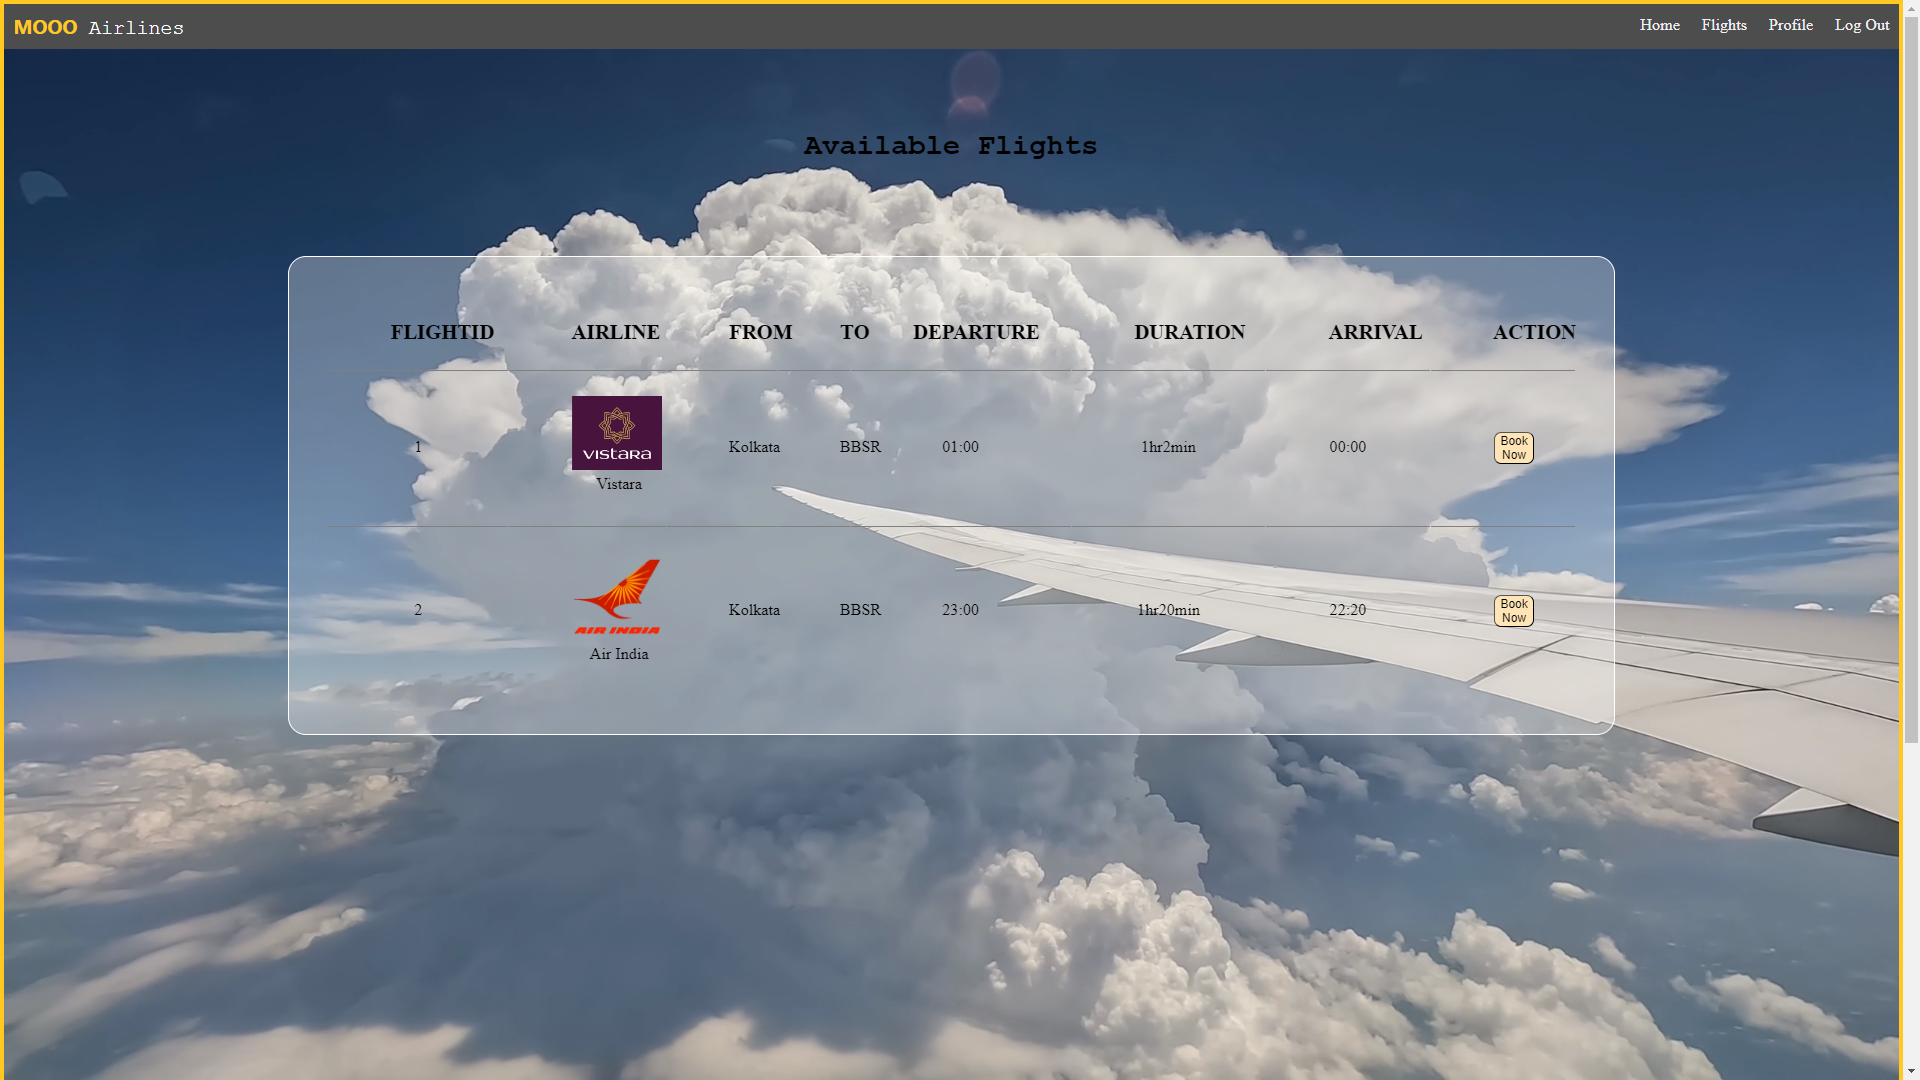 MOOO Airlines
Home Flights Profile Log Out
Available Flights
FLIGHTID AIRLINE FROM TO DEPARTURE DURATION ARRIVAL ACTION
VISTARA
1 Kolkata BBSR 01:00 1hr2min 00:00 Book Now
Vistara
AIR INDIA
2 Kolkata BBSR 23:00 1hr20min 22:20 Book Now
Air India